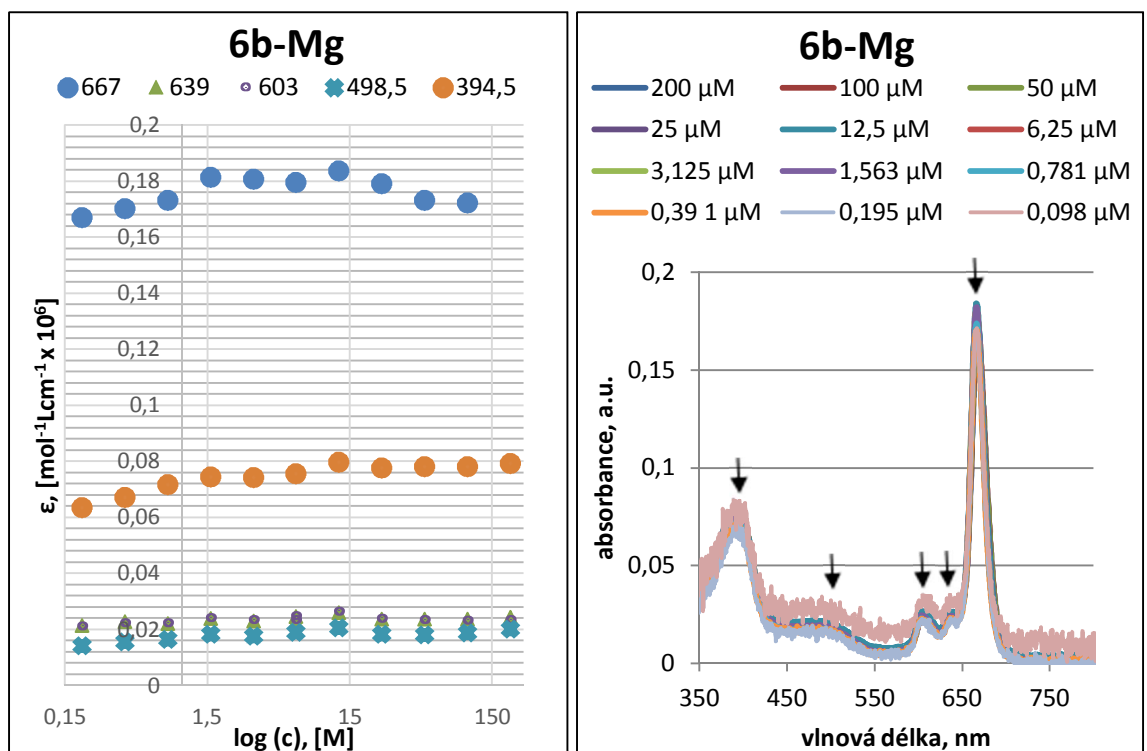 6b-Mg
667 639 603 498,5 394,5
0,2
0,18
0,16
0,14
0,12
0,1
0,08
0,06
0,04
0,02
0
ε, [mol⁻¹Lcm⁻¹ x 10⁶]
0,15 1,5 15 150
log (c), [M]
6b-Mg
200 µM 100 µM 50 µM
25 µM 12,5 µM 6,25 µM
3,125 µM 1,563 µM 0,781 µM
0,39 1 µM 0,195 µM 0,098 µM
0,2
0,15
0,1
0,05
0
absorbance, a.u.
350 450 550 650 750
vlnová délka, nm